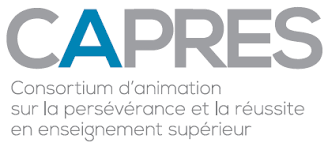 CAPRES
Consortium d'animation
sur la persévérance et la réussite
en enseignement supérieur